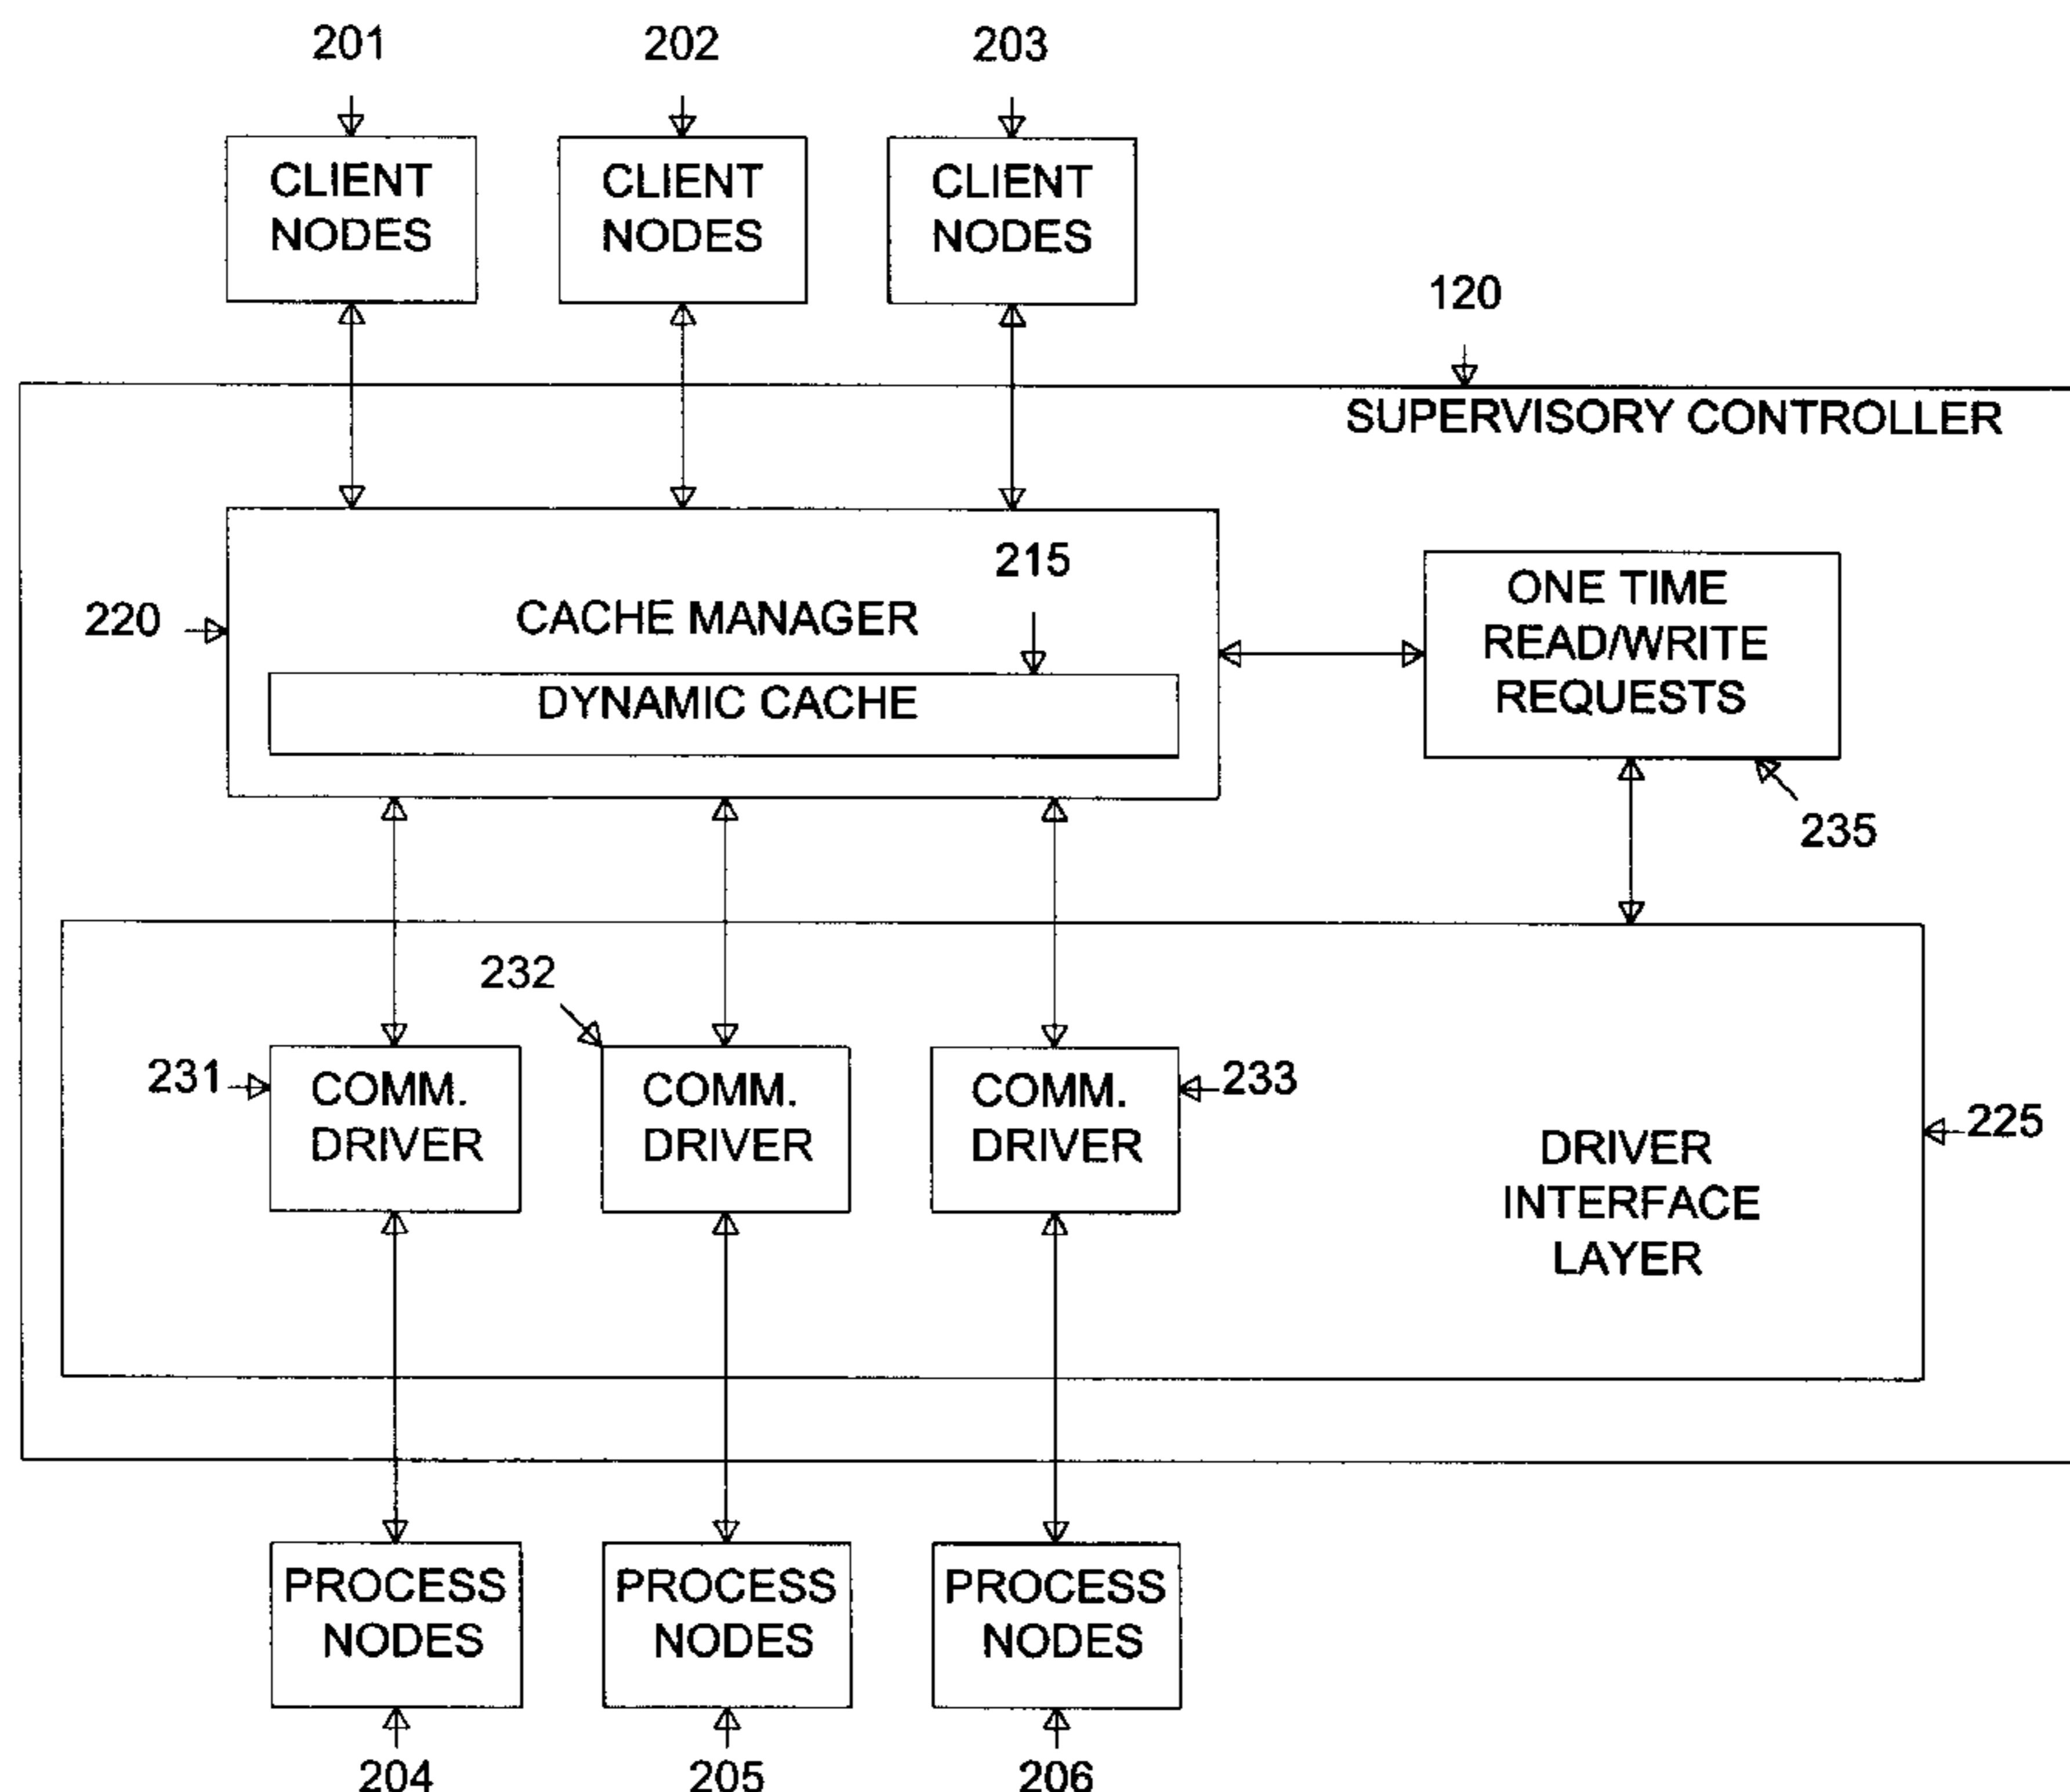 201
202
203
CLIENT
NODES
CLIENT
NODES
CLIENT
NODES
120
SUPERVISORY CONTROLLER
215
220
CACHE MANAGER
DYNAMIC CACHE
ONE TIME
READ/WRITE
REQUESTS
235
232
231
COMM.
DRIVER
COMM.
DRIVER
COMM.
DRIVER
233
225
DRIVER
INTERFACE
LAYER
PROCESS
NODES
PROCESS
NODES
PROCESS
NODES
204
205
206